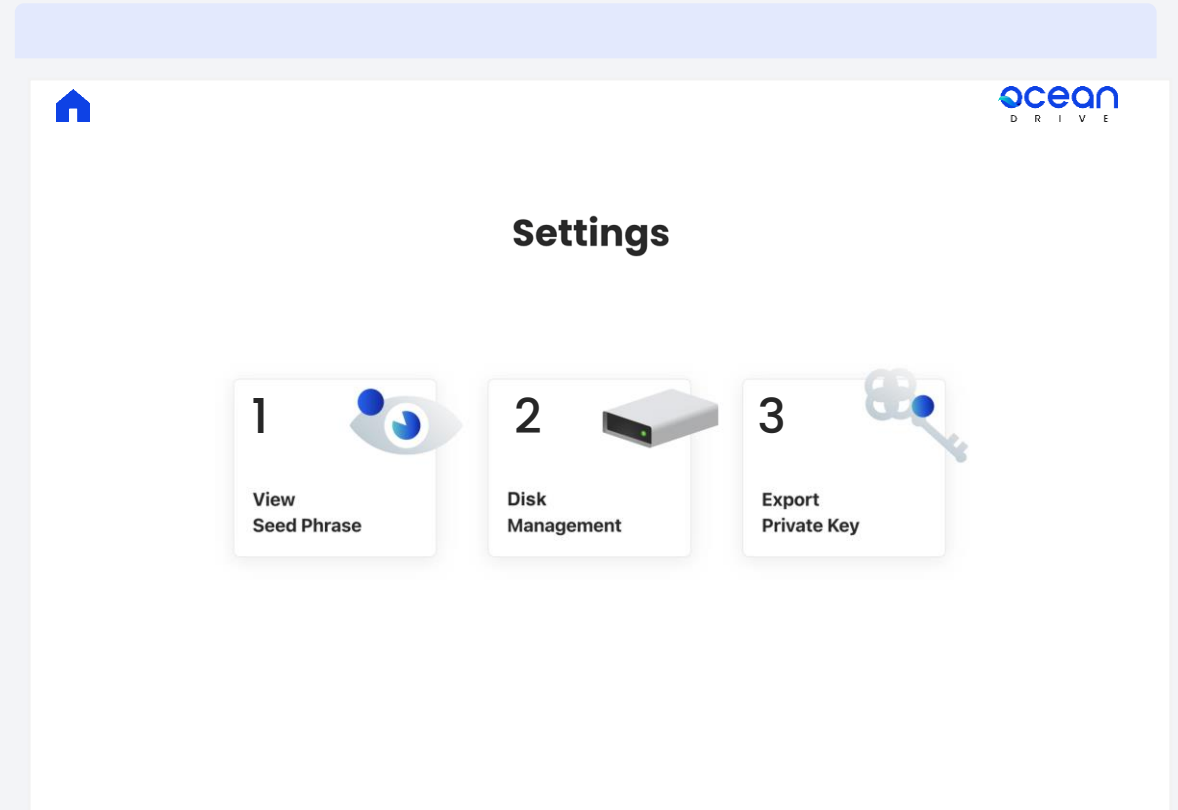 ocean
DRIVE
Settings
1
View
Seed Phrase
2
Disk
Management
3
Export
Private Key